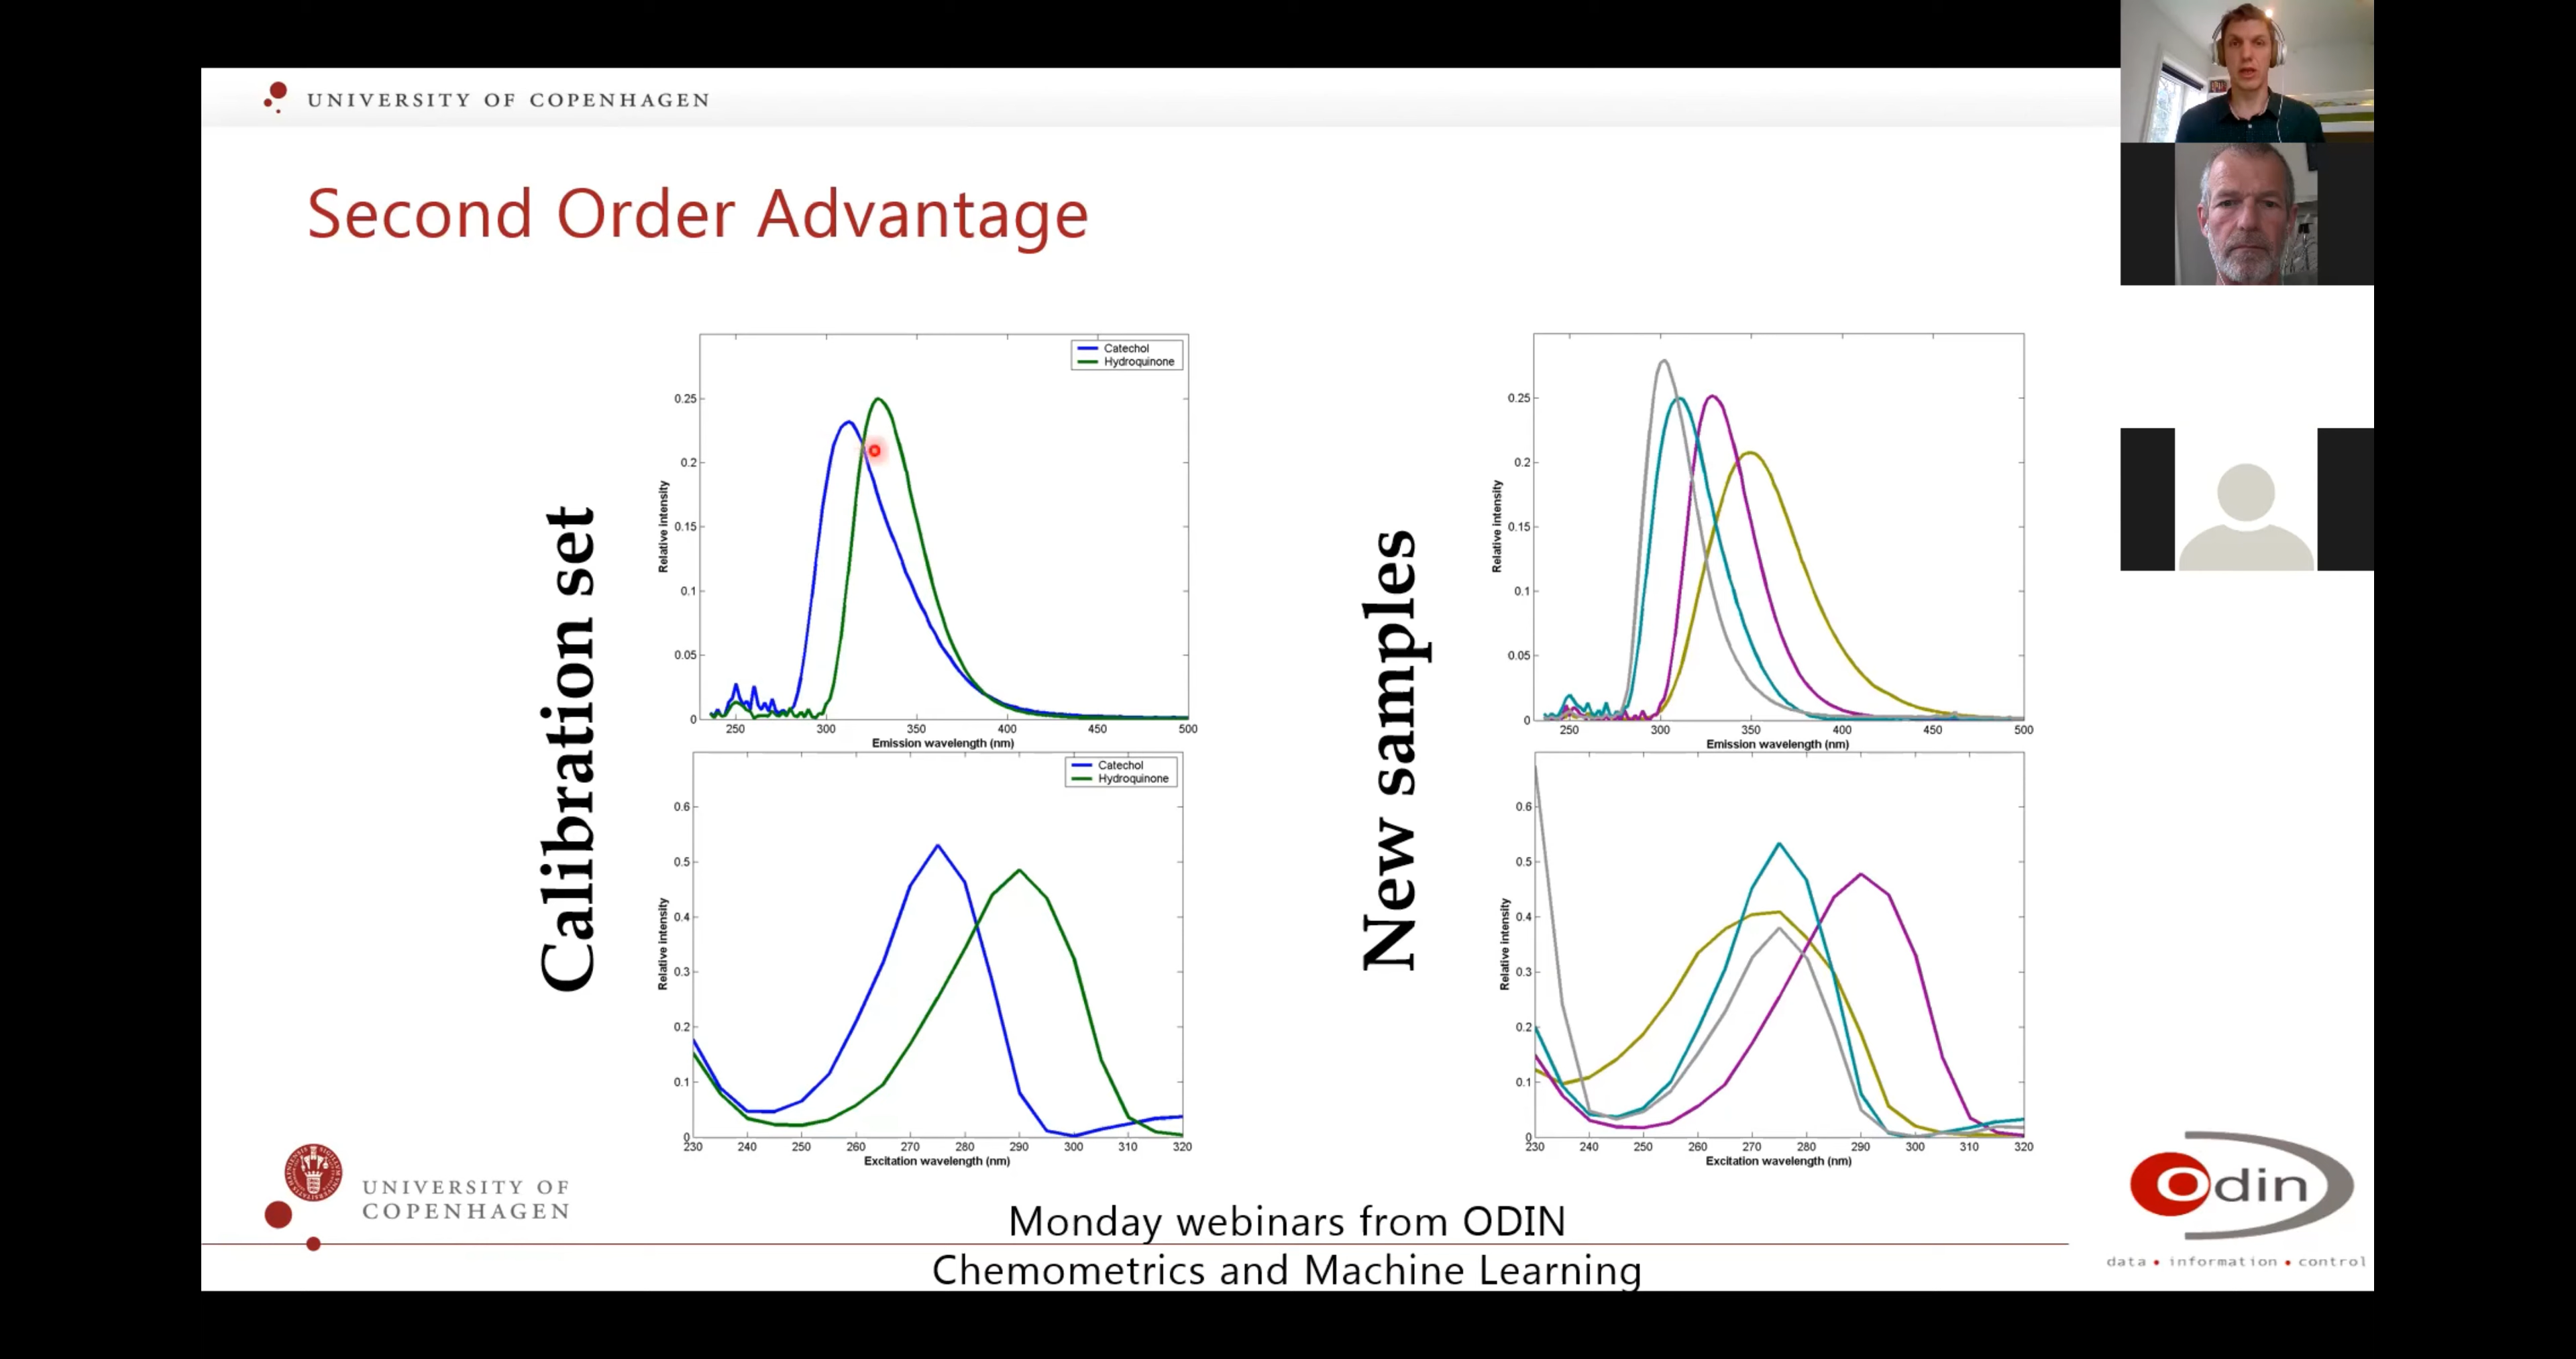 UNIVERSITY OF COPENHAGEN
Second Order Advantage
Calibration set
Catechol
Hydroquinone
Relative intensity
0.25
0.2
0.15
0.1
0.05
0
250 300 350 400 450 500
Emission wavelength (nm)
Catechol
Hydroquinone
Relative intensity
0.6
0.5
0.4
0.3
0.2
0.1
0
230 240 250 260 270 280 290 300 310 320
Excitation wavelength (nm)
New samples
Relative intensity
0.25
0.2
0.15
0.1
0.05
0
250 300 350 400 450 500
Emission wavelength (nm)
Relative intensity
0.6
0.5
0.4
0.3
0.2
0.1
0
230 240 250 260 270 280 290 300 310 320
Excitation wavelength (nm)
UNIVERSITY OF
COPENHAGEN
Monday webinars from ODIN
Chemometrics and Machine Learning
Odin
data • information • control